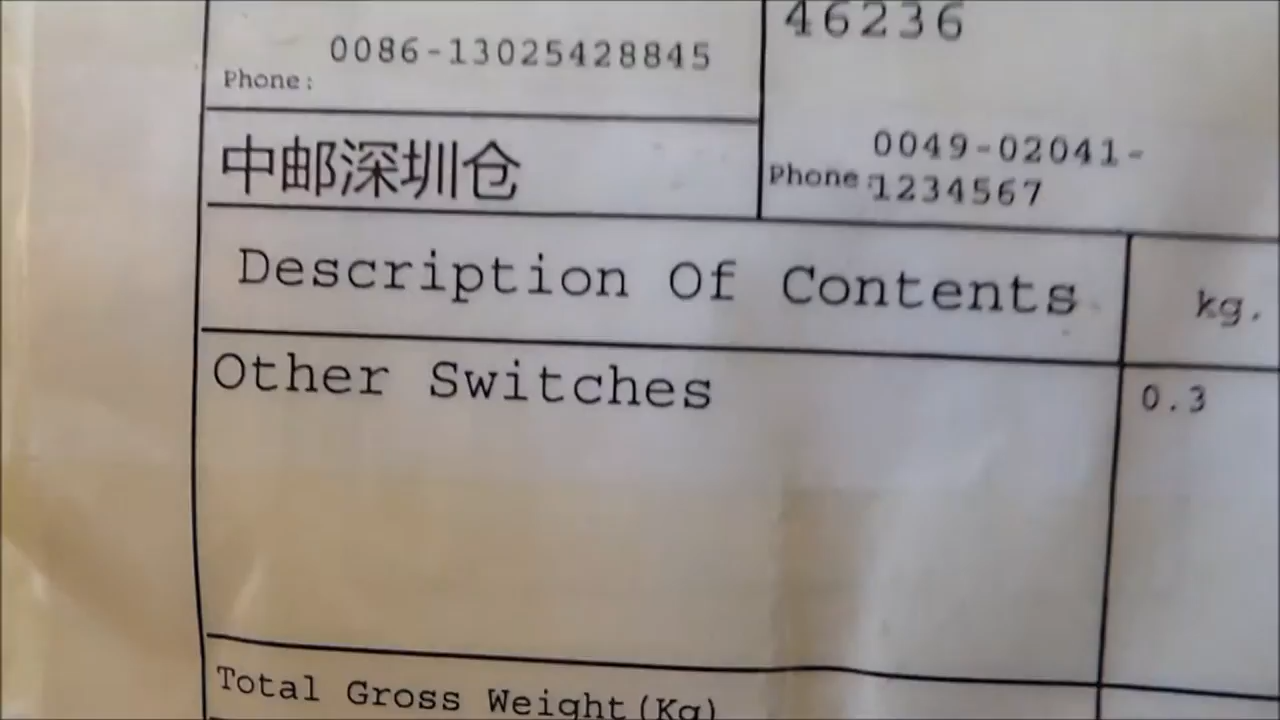 46236
0086-13025428845
Phone:
中邮深圳仓
0049-02041-
Phone:
1234567
Description Of Contents
kg.
Other Switches
0.3
Total Gross Weight(Kg)